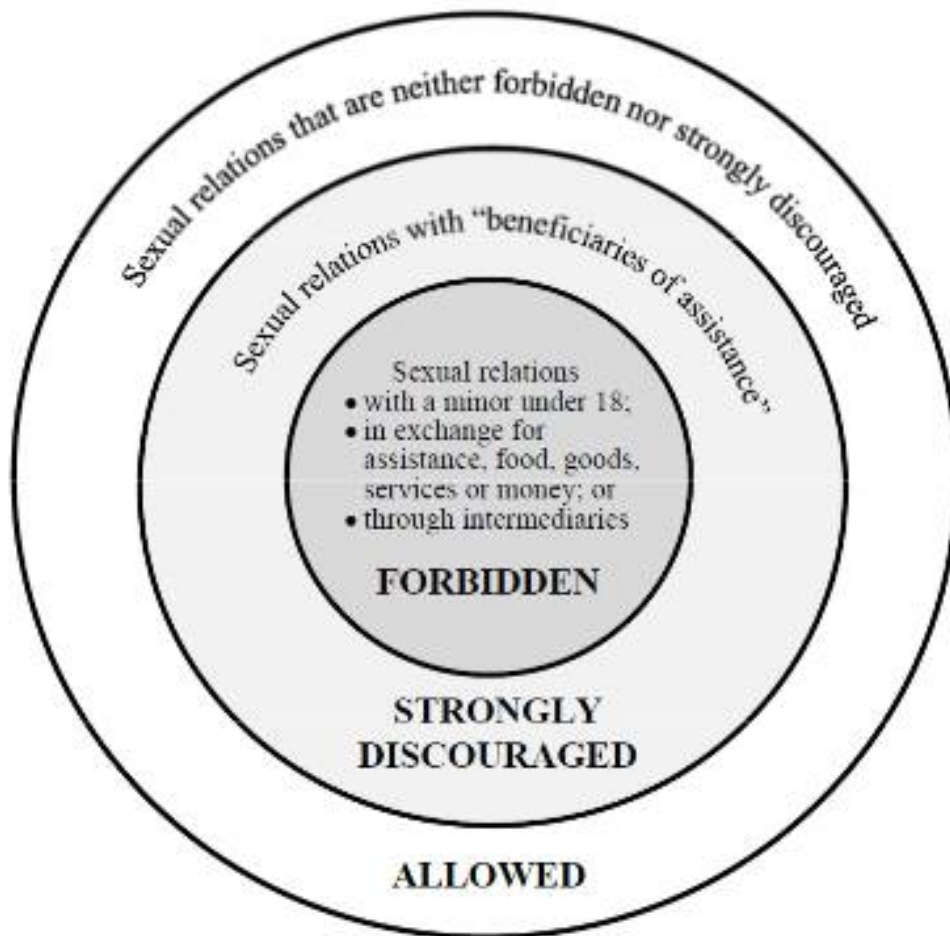 Sexual relations that are neither forbidden nor strongly discouraged
Sexual relations with “beneficiaries of assistance”
Sexual relations
• with a minor under 18;
• in exchange for
assistance, food, goods,
services or money; or
• through intermediaries
FORBIDDEN
STRONGLY
DISCOURAGED
ALLOWED